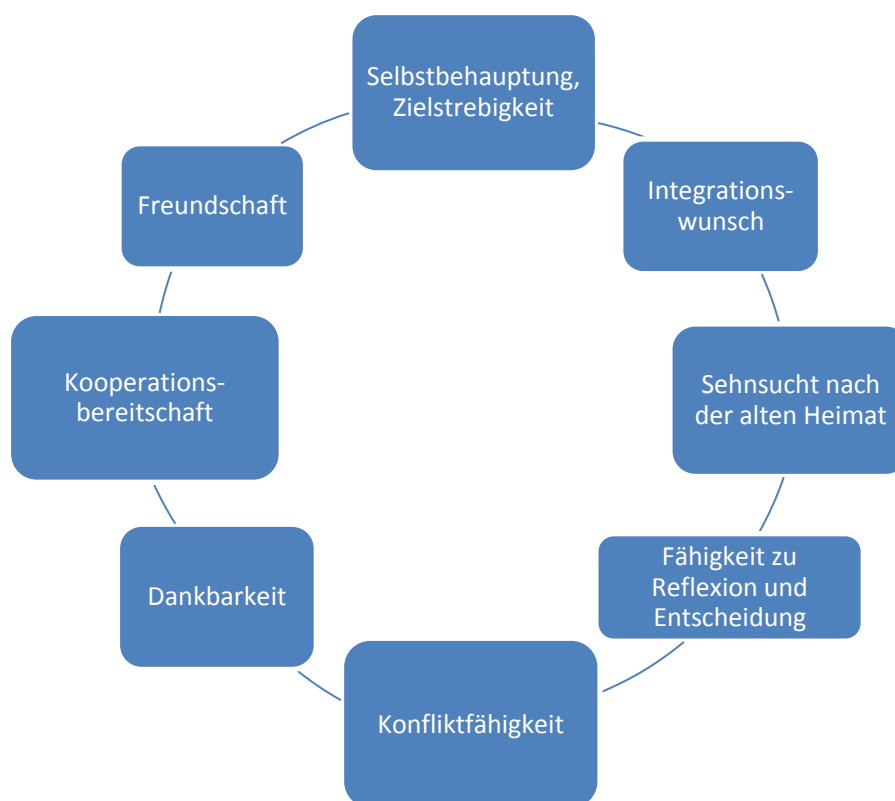 Selbstbehauptung,
Zielstrebigkeit
Integrations-
wunsch
Sehnsucht nach
der alten Heimat
Fähigkeit zu
Reflexion und
Entscheidung
Konfliktfähigkeit
Dankbarkeit
Kooperations-
bereitschaft
Freundschaft